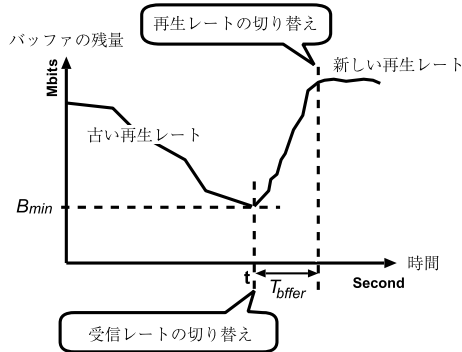 再生レートの切り替え
バッファの残量
新しい再生レート
Mbits
古い再生レート
Bmin
時間
t
Tbffer
Second
受信レートの切り替え